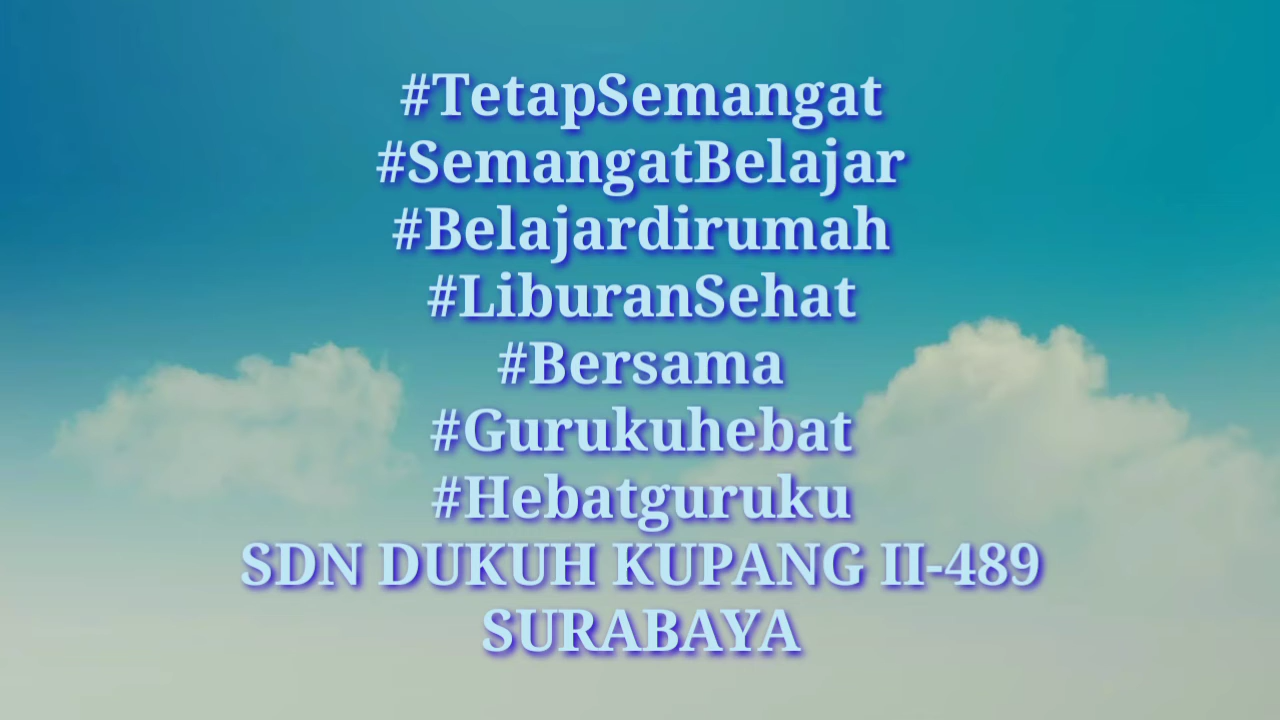 #TetapSemangat
#SemangatBelajar
#Belajardirumah
#LiburanSehat
#Bersama
#Gurukuhebat
#Hebatguruku
SDN DUKUH KUPANG II-489
SURABAYA